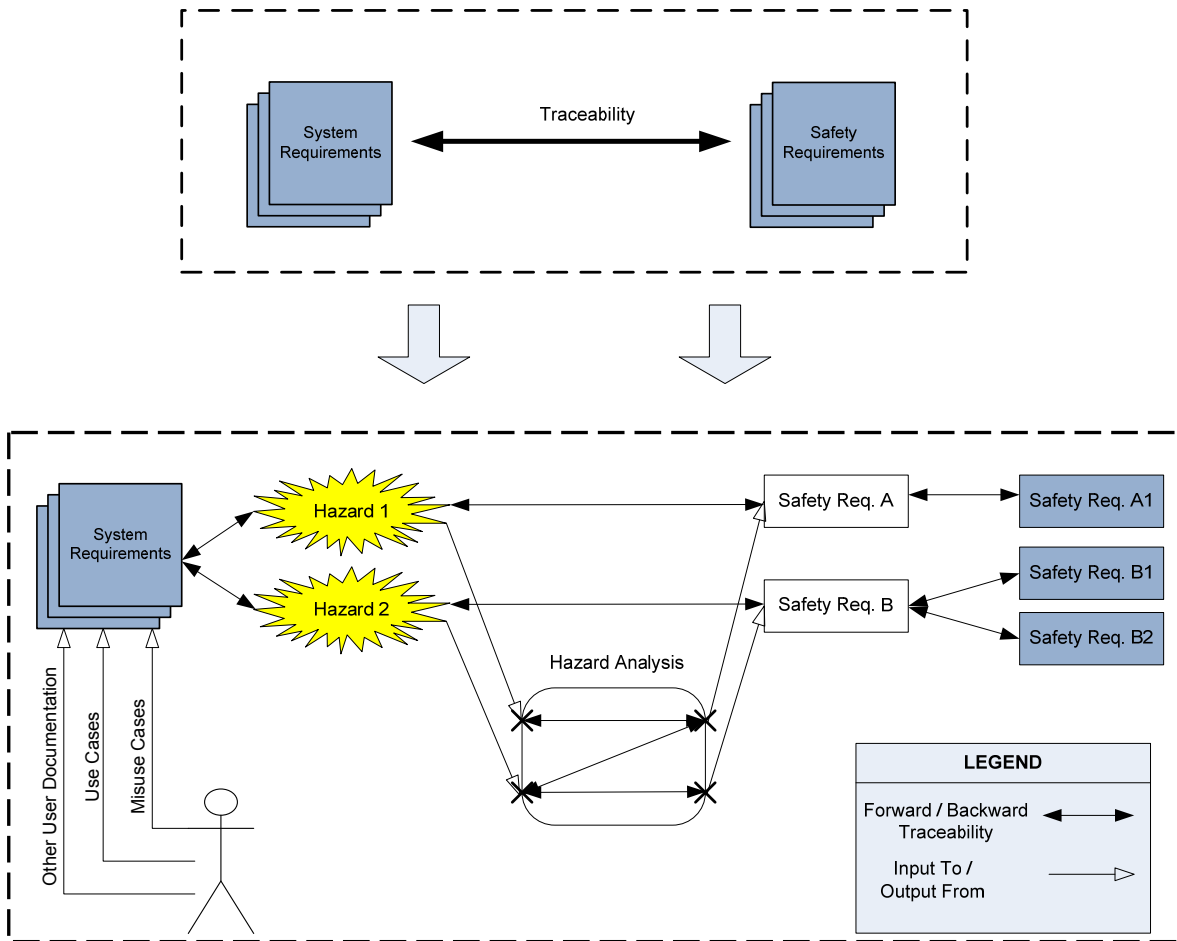 Traceability
System
Requirements
Safety
Requirements
System
Requirements
Hazard 1
Hazard 2
Safety Req. A
Safety Req. B
Safety Req. A1
Safety Req. B1
Safety Req. B2
Hazard Analysis
Other User Documentation
Use Cases
Misuse Cases
LEGEND
Forward / Backward
Traceability
Input To /
Output From